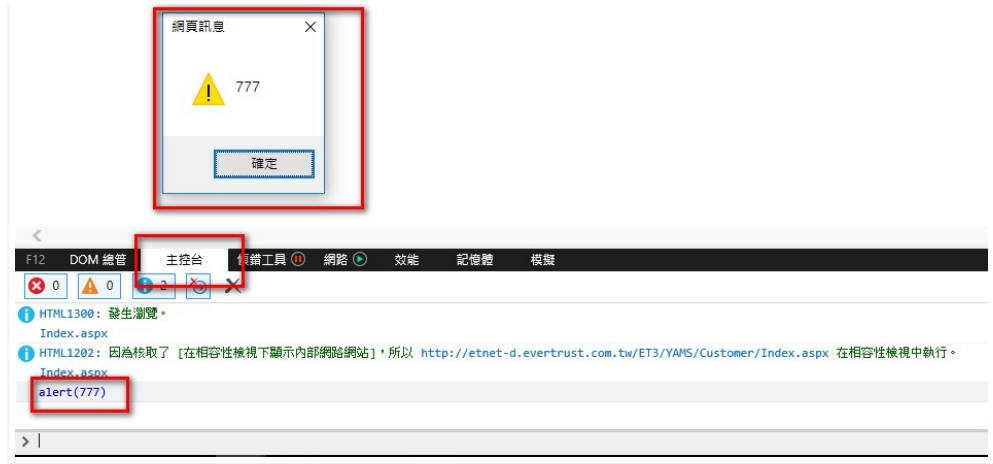 網頁訊息
777
確定
F12 DOM 總管 主控台 偵錯工具 網路 效能 記憶體 模擬
0 0 2
HTML1300: 發生瀏覽。
Index.aspx
HTML1202: 因為核取了 [在相容性檢視下顯示內部網路網站]，所以 http://etnet-d.evertrust.com.tw/ET3/YAMS/Customer/Index.aspx 在相容性檢視中執行。
Index.aspx
alert(777)
>